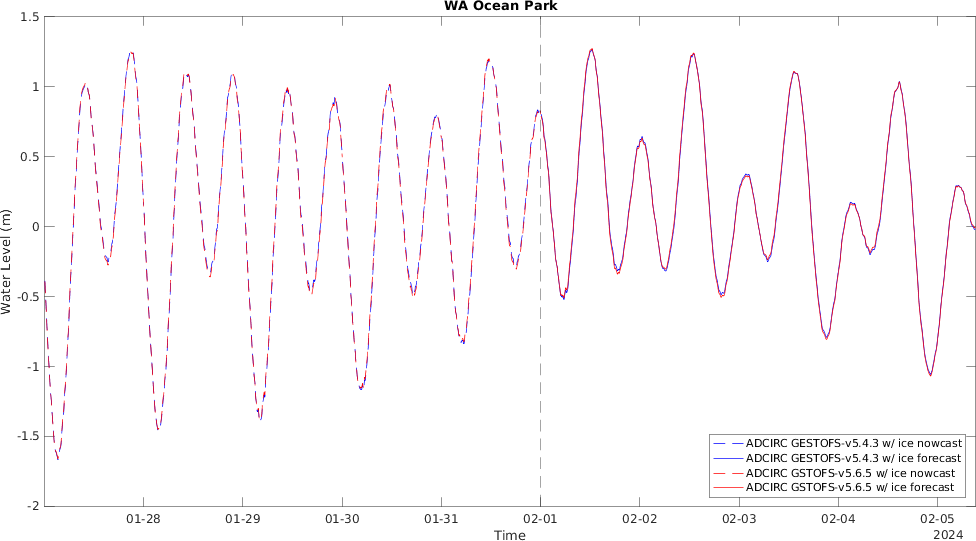 WA Ocean Park
1.5
1
0.5
0
-0.5
-1
-1.5
-2
Water Level (m)
ADCIRC GESTOFS-v5.4.3 w/ ice nowcast
ADCIRC GESTOFS-v5.4.3 w/ ice forecast
ADCIRC GSTOFS-v5.6.5 w/ ice nowcast
ADCIRC GSTOFS-v5.6.5 w/ ice forecast
01-28 01-29 01-30 01-31 02-01 02-02 02-03 02-04 02-05
Time 2024